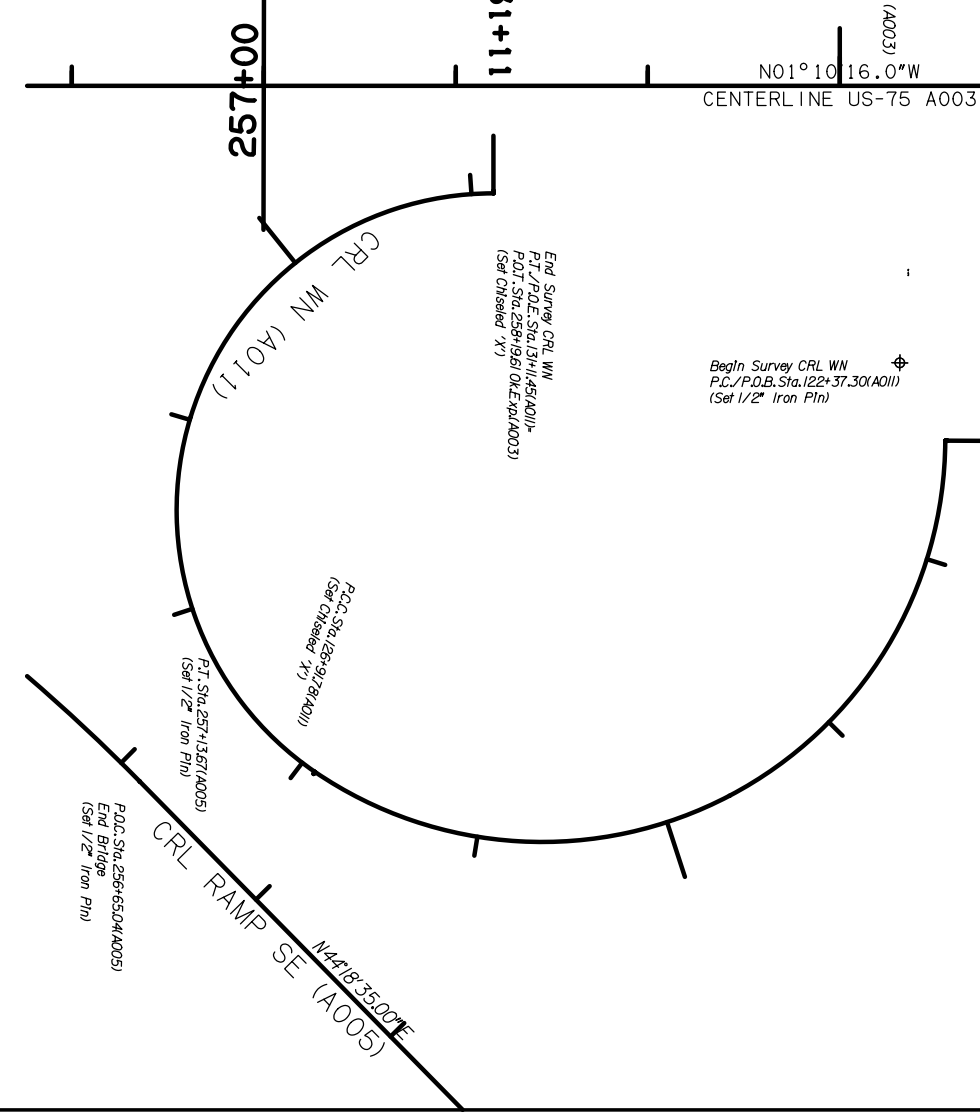 (A003)
N01°10'16.0"W
CENTERLINE US-75 A003
257+00
CRL WN (A011)
End Survey CRL WN
P.T./P.O.E. Sta. 131+11.45(A011)=
P.O.T. Sta. 258+19.61 Ok.Exp.(A003)
(Set Chiseled 'X')
Begin Survey CRL WN
P.C./P.O.B. Sta. 122+37.30(A011)
(Set 1/2" Iron Pin)
P.C.C. Sta. 126+91.78(A011)
(Set Chiseled 'X')
P.T. Sta. 257+13.67(A005)
(Set 1/2" Iron Pin)
P.O.C. Sta. 256+65.04(A005)
End Bridge
(Set 1/2" Iron Pin)
CRL RAMP SE (A005)
N44°18'35.00"E